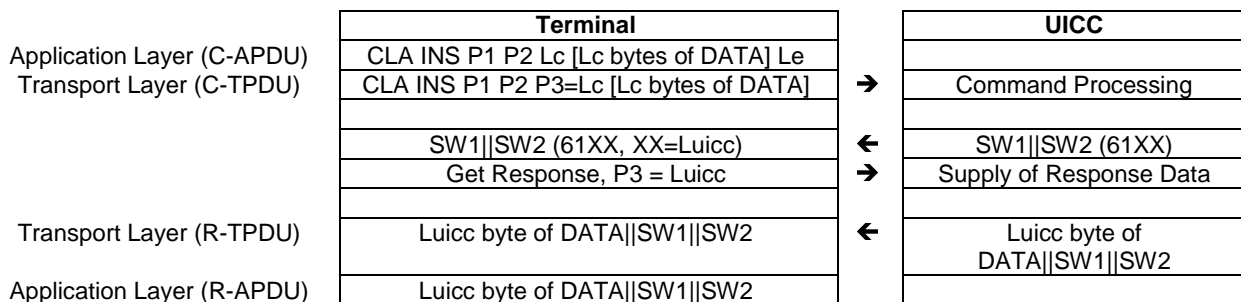 Terminal UICC
Application Layer (C-APDU) CLA INS P1 P2 Lc [Lc bytes of DATA] Le
Transport Layer (C-TPDU) CLA INS P1 P2 P3=Lc [Lc bytes of DATA] ➔ Command Processing
SW1||SW2 (61XX, XX=Luicc) 🡰 SW1||SW2 (61XX)
Get Response, P3 = Luicc ➔ Supply of Response Data
Transport Layer (R-TPDU) Luicc byte of DATA||SW1||SW2 🡰 Luicc byte of
DATA||SW1||SW2
Application Layer (R-APDU) Luicc byte of DATA||SW1||SW2